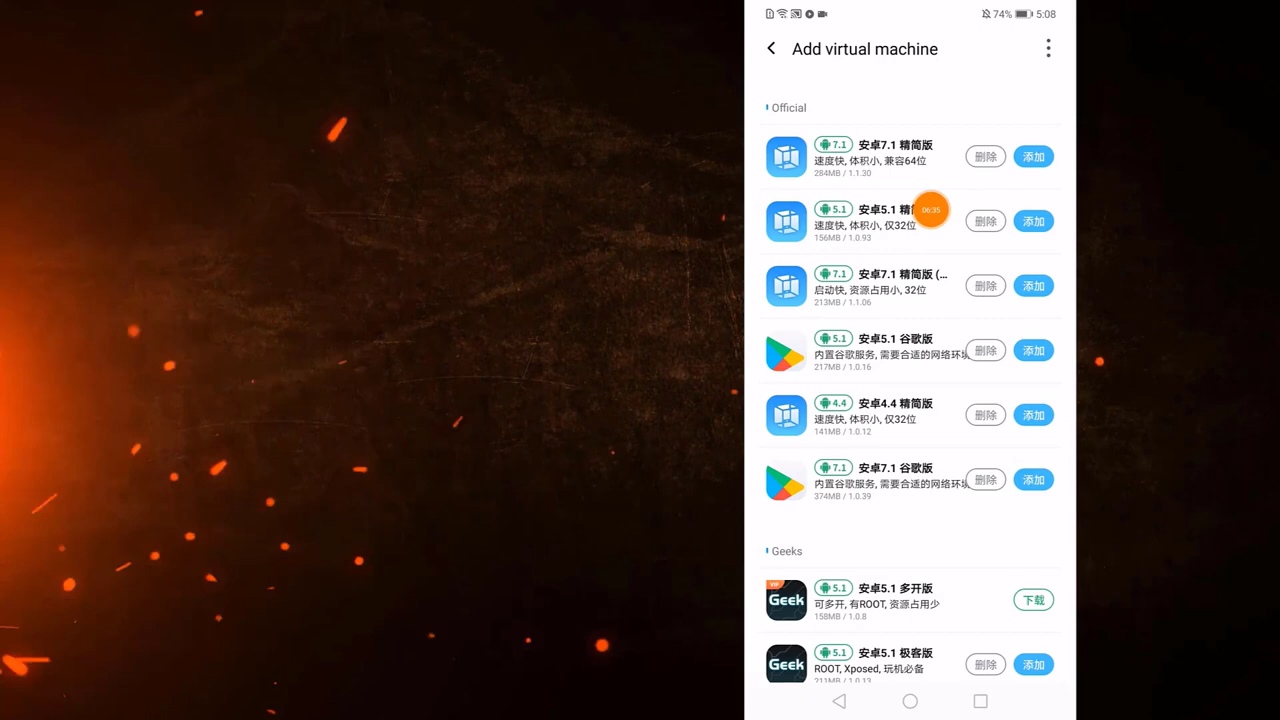 74% 5:08
Add virtual machine
Official
7.1 安卓7.1 精简版
速度快, 体积小, 兼容64位
284MB / 1.1.30
删除 添加
5.1 安卓5.1 精
06:35
速度快, 体积小, 仅32位
156MB / 1.0.93
删除 添加
7.1 安卓7.1 精简版 (...
启动快, 资源占用小, 32位
213MB / 1.1.06
删除 添加
5.1 安卓5.1 谷歌版
内置谷歌服务, 需要合适的网络环
217MB / 1.0.16
删除 添加
4.4 安卓4.4 精简版
速度快, 体积小, 仅32位
141MB / 1.0.12
删除 添加
7.1 安卓7.1 谷歌版
内置谷歌服务, 需要合适的网络环
374MB / 1.0.39
删除 添加
Geeks
VIP
Geek
5.1 安卓5.1 多开版
可多开, 有ROOT, 资源占用少
158MB / 1.0.8
下载
Geek
5.1 安卓5.1 极客版
ROOT, Xposed, 玩机必备
211MB / 1.0.13
删除 添加